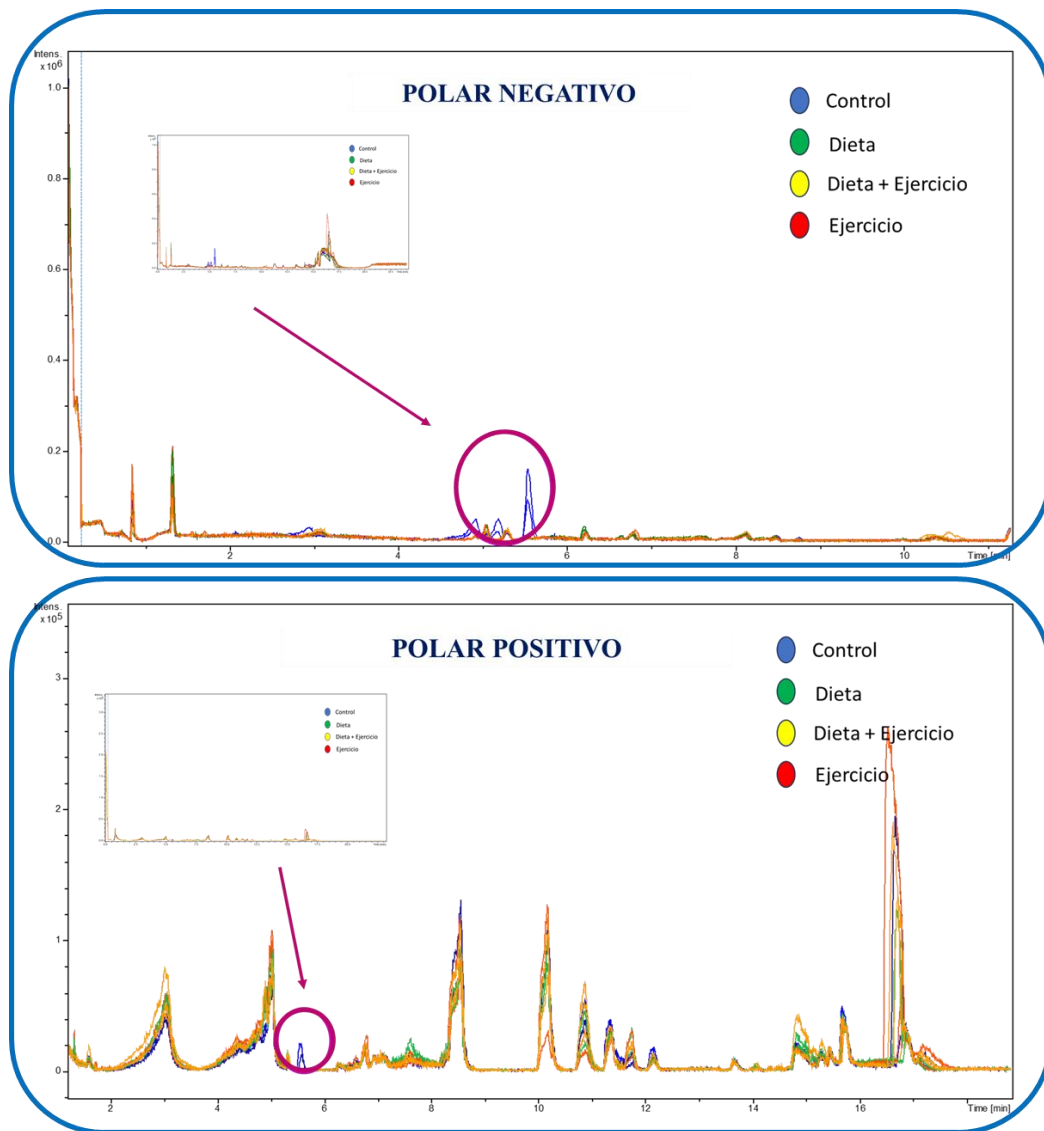 Intens.
x 10⁶
POLAR NEGATIVO
1.0
0.8
0.6
0.4
0.2
0.0
Control
Dieta
Dieta + Ejercicio
Ejercicio
Control
Dieta
Dieta + Ejercicio
Ejercicio
2
4
6
8
10
Time [min]
Intens.
x10⁵
POLAR POSITIVO
3
2
1
0
Control
Dieta
Dieta + Ejercicio
Ejercicio
Control
Dieta
Dieta + Ejercicio
Ejercicio
2
4
6
8
10
12
14
16
Time [min]